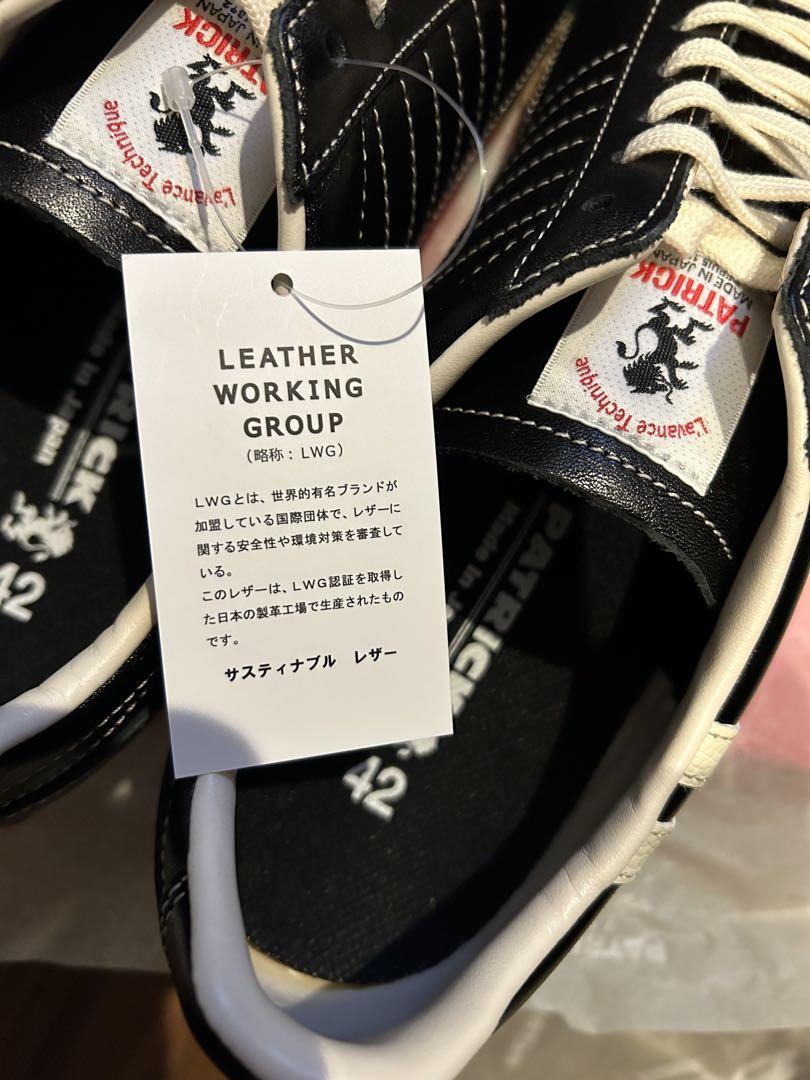 PATRICK
MADE IN JAPAN
L'avance Technique
PATRICK
Made in Japan
42
LEATHER
WORKING
GROUP
（略称：LWG）
LWGとは、世界的有名ブランドが
加盟している国際団体で、レザーに
関する安全性や環境対策を審査して
いる。
このレザーは、LWG認証を取得し
た日本の製革工場で生産されたもの
です。
サスティナブル　レザー
PATRICK
MADE IN JAPAN
L'avance Technique
PATRICK
42